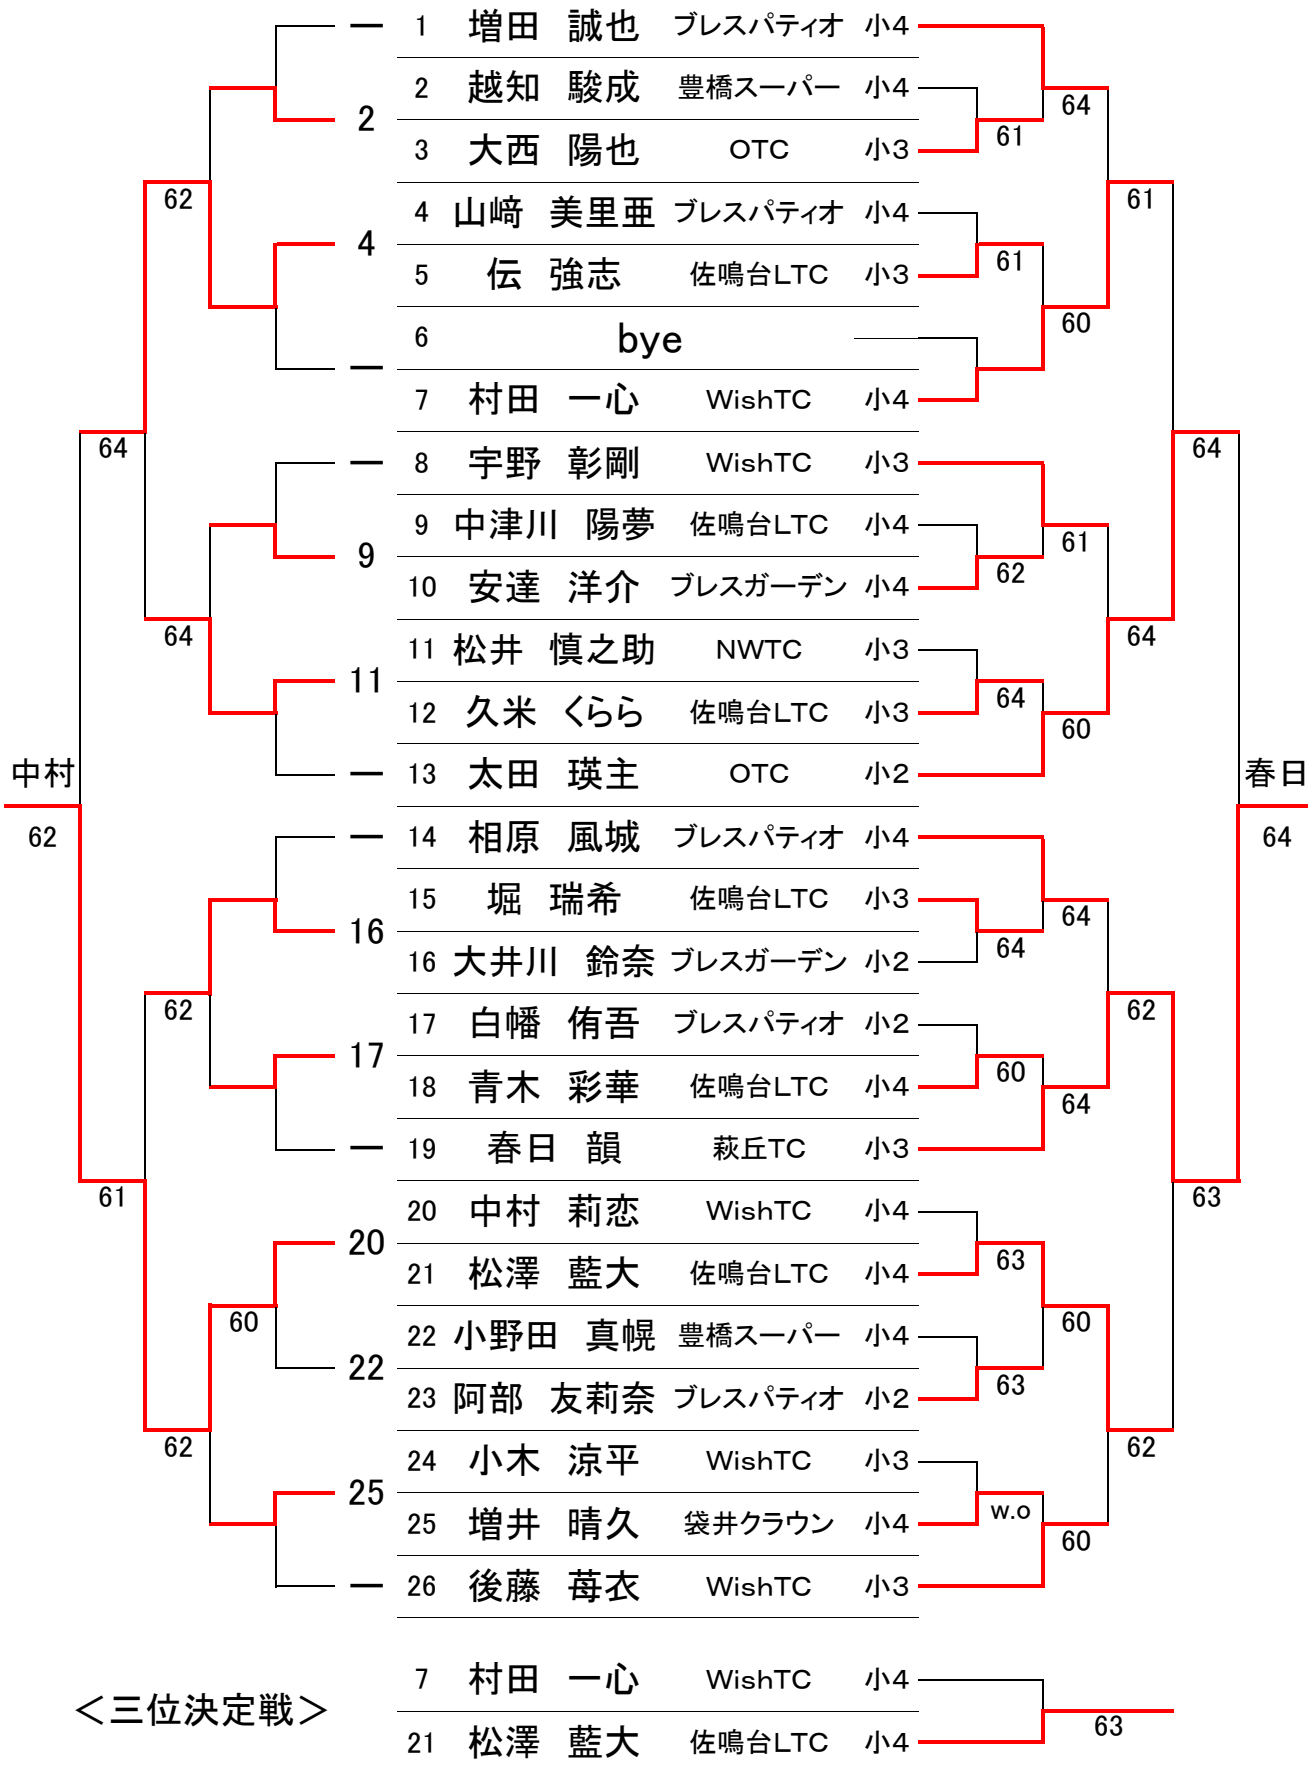 1 増田 誠也 ブレスパティオ 小4
2 越知 駿成 豊橋スーパー 小4 64
2 61
3 大西 陽也 OTC 小3
62 4 山﨑 美里亜 ブレスパティオ 小4 61
4 61
5 伝 強志 佐鳴台LTC 小3
6 bye 60
7 村田 一心 WishTC 小4
64 64
8 宇野 彰剛 WishTC 小3
9 中津川 陽夢 佐鳴台LTC 小4 61
9 62
10 安達 洋介 ブレスガーデン 小4
64 11 松井 慎之助 NWTC 小3 64
11 64
12 久米 くらら 佐鳴台LTC 小3 60
中村 13 太田 瑛主 OTC 小2 春日
62 14 相原 風城 ブレスパティオ 小4 64
15 堀 瑞希 佐鳴台LTC 小3 64
16 64
16 大井川 鈴奈 ブレスガーデン 小2
62 17 白幡 侑吾 ブレスパティオ 小2 62
17 60
18 青木 彩華 佐鳴台LTC 小4 64
19 春日 韻 萩丘TC 小3
61 63
20 中村 莉恋 WishTC 小4
20 63
21 松澤 藍大 佐鳴台LTC 小4
60 22 小野田 真幌 豊橋スーパー 小4 60
22 63
23 阿部 友莉奈 ブレスパティオ 小2
62 24 小木 涼平 WishTC 小3 62
25 w.o
25 増井 晴久 袋井クラウン 小4 60
26 後藤 苺衣 WishTC 小3
7 村田 一心 WishTC 小4
＜三位決定戦＞ 63
21 松澤 藍大 佐鳴台LTC 小4